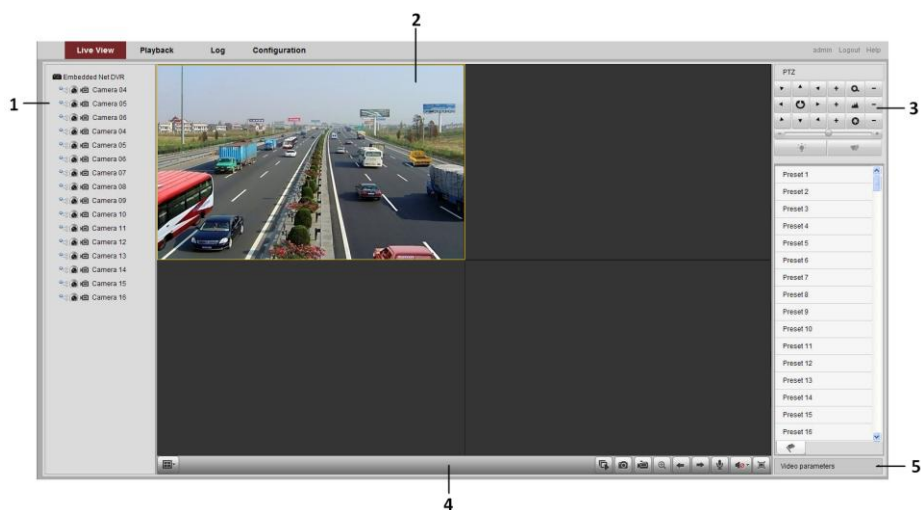 2
Live View Playback Log Configuration admin Logout Help
Embedded Net DVR
1
Camera 04
Camera 05
Camera 06
Camera 04
Camera 05
Camera 06
Camera 07
Camera 08
Camera 09
Camera 10
Camera 11
Camera 12
Camera 13
Camera 14
Camera 15
Camera 16
PTZ
3
Preset 1
Preset 2
Preset 3
Preset 4
Preset 5
Preset 6
Preset 7
Preset 8
Preset 9
Preset 10
Preset 11
Preset 12
Preset 13
Preset 14
Preset 15
Preset 16
Video parameters
5
4